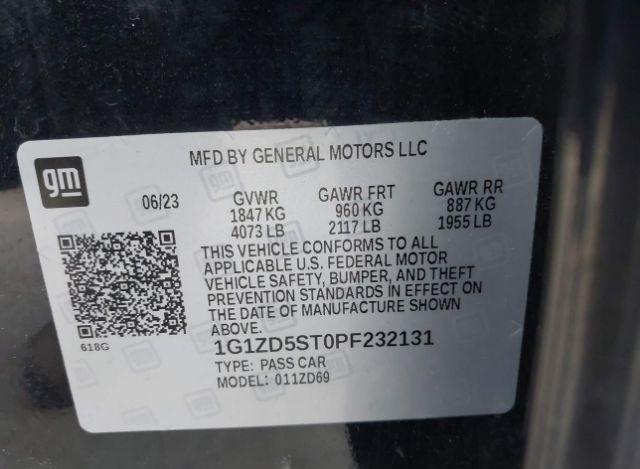 MFD BY GENERAL MOTORS LLC
gm
06/23 GVWR GAWR FRT GAWR RR
1847 KG 960 KG 887 KG
4073 LB 2117 LB 1955 LB
THIS VEHICLE CONFORMS TO ALL
APPLICABLE U.S. FEDERAL MOTOR
VEHICLE SAFETY, BUMPER, AND THEFT
PREVENTION STANDARDS IN EFFECT ON
THE DATE OF MANUFACTURE SHOWN
ABOVE.
618G
1G1ZD5ST0PF232131
TYPE: PASS CAR
MODEL: 011ZD69